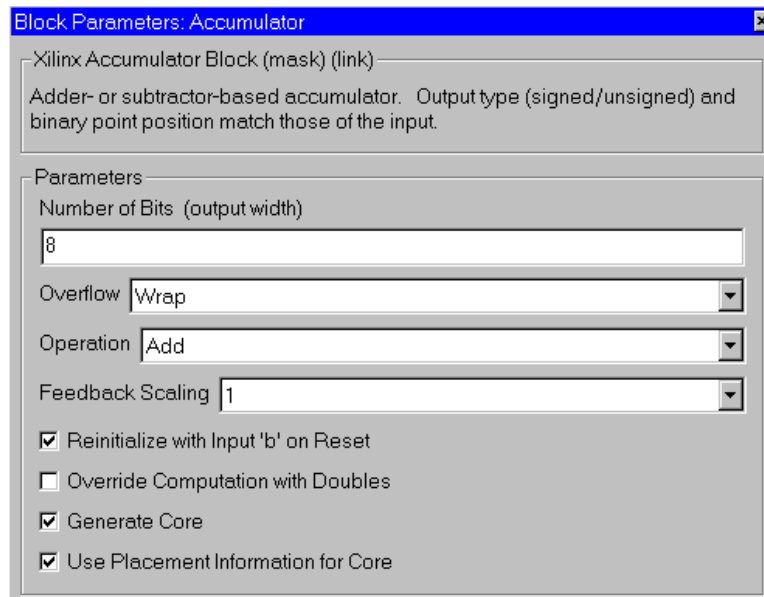 Block Parameters: Accumulator
Xilinx Accumulator Block (mask) (link)
Adder- or subtractor-based accumulator.   Output type (signed/unsigned) and
binary point position match those of the input.
Parameters
Number of Bits  (output width)
8
Overflow Wrap
Operation Add
Feedback Scaling 1
Reinitialize with Input 'b' on Reset
Override Computation with Doubles
Generate Core
Use Placement Information for Core